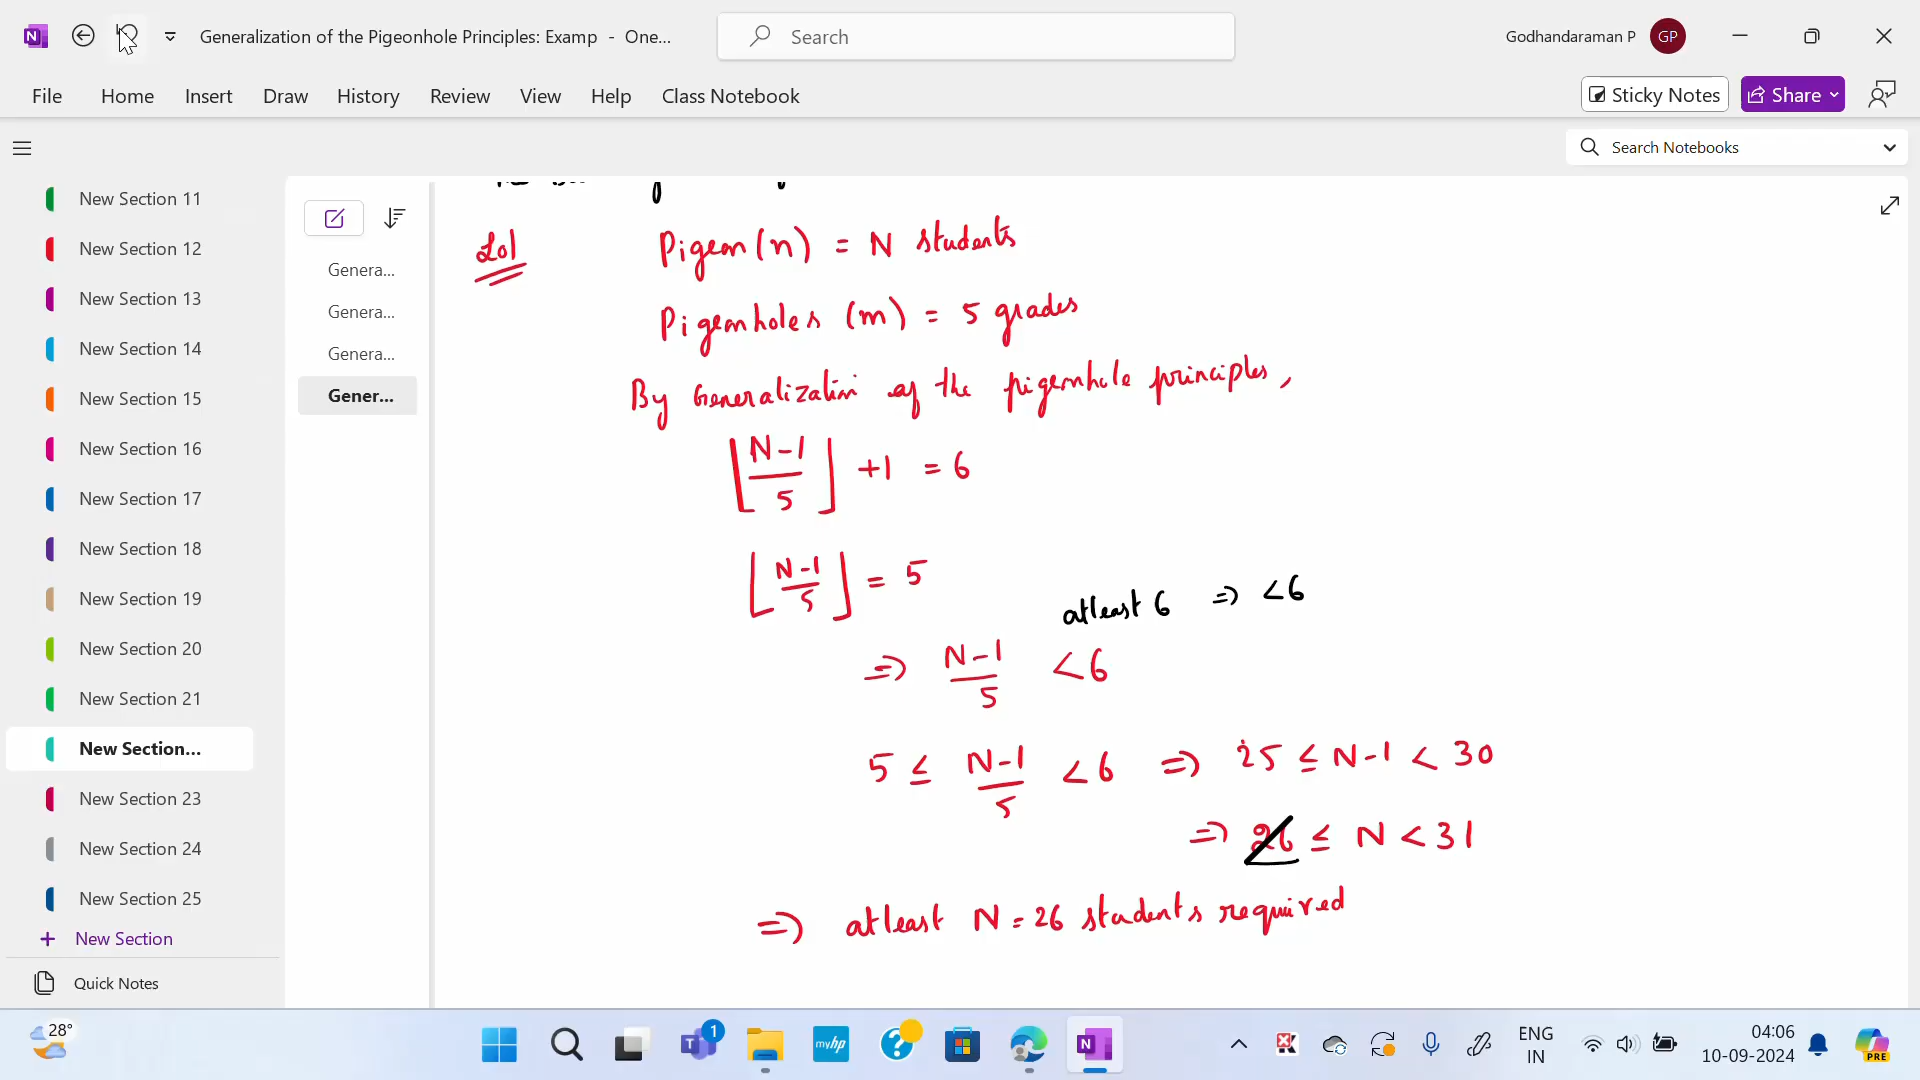 Generalization of the Pigeonhole Principles: Examp - One...
Search
Godhandaraman P
GP
File Home Insert Draw History Review View Help Class Notebook
Sticky Notes
Share
Search Notebooks
New Section 11
New Section 12
New Section 13
New Section 14
New Section 15
New Section 16
New Section 17
New Section 18
New Section 19
New Section 20
New Section 21
New Section...
New Section 23
New Section 24
New Section 25
New Section
Quick Notes
Genera...
Genera...
Genera...
Gener...
Sol
Pigeon(n) = N students
Pigeonholes (m) = 5 grades
By Generalization of the pigeonhole principles,
⌊(N-1)/5⌋ +1 = 6
⌊(N-1)/5⌋ = 5
atleast 6 => <6
=> (N-1)/5 <6
5 ≤ (N-1)/5 <6 => 25 ≤ N-1 < 30
=> 26 ≤ N < 31
=> atleast N = 26 students required
28°
1
myhp
ENG
IN
04:06
10-09-2024
PRE